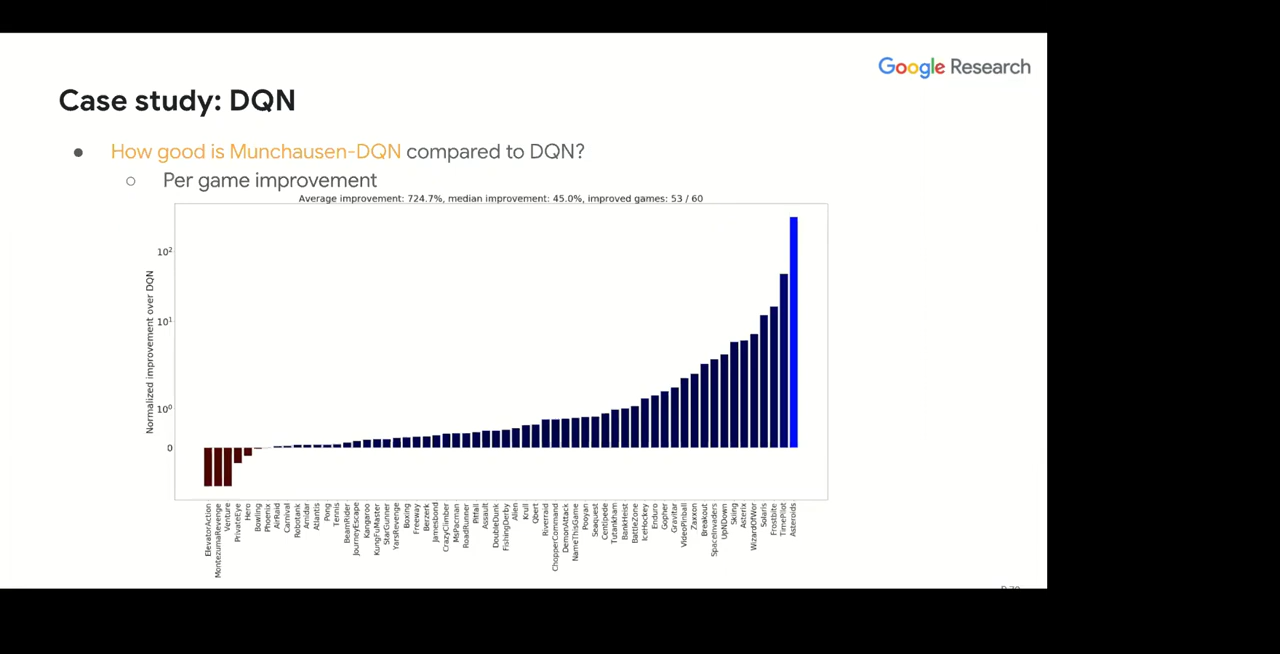 Google Research
Case study: DQN
● How good is Munchausen-DQN compared to DQN?
○ Per game improvement
Average improvement: 724.7%, median improvement: 45.0%, improved games: 53 / 60
Normalized improvement over DQN
10²
10¹
10⁰
0
ElevatorAction
MontezumaRevenge
Venture
PrivateEye
Hero
Bowling
Phoenix
AirRaid
Carnival
Robotank
Amidar
Atlantis
Pong
Tennis
BeamRider
JourneyEscape
Kangaroo
KungFuMaster
StarGunner
YarsRevenge
Boxing
Freeway
Berzerk
Jamesbond
CrazyClimber
MsPacman
RoadRunner
Pitfall
Assault
DoubleDunk
FishingDerby
Alien
Krull
Qbert
Riverraid
ChopperCommand
DemonAttack
NameThisGame
Pooyan
Seaquest
Centipede
Tutankham
BankHeist
BattleZone
IceHockey
Enduro
Gopher
Gravitar
VideoPinball
Zaxxon
Breakout
SpaceInvaders
UpNDown
Skiing
Asterix
WizardOfWor
Solaris
Frostbite
TimePilot
Asteroids